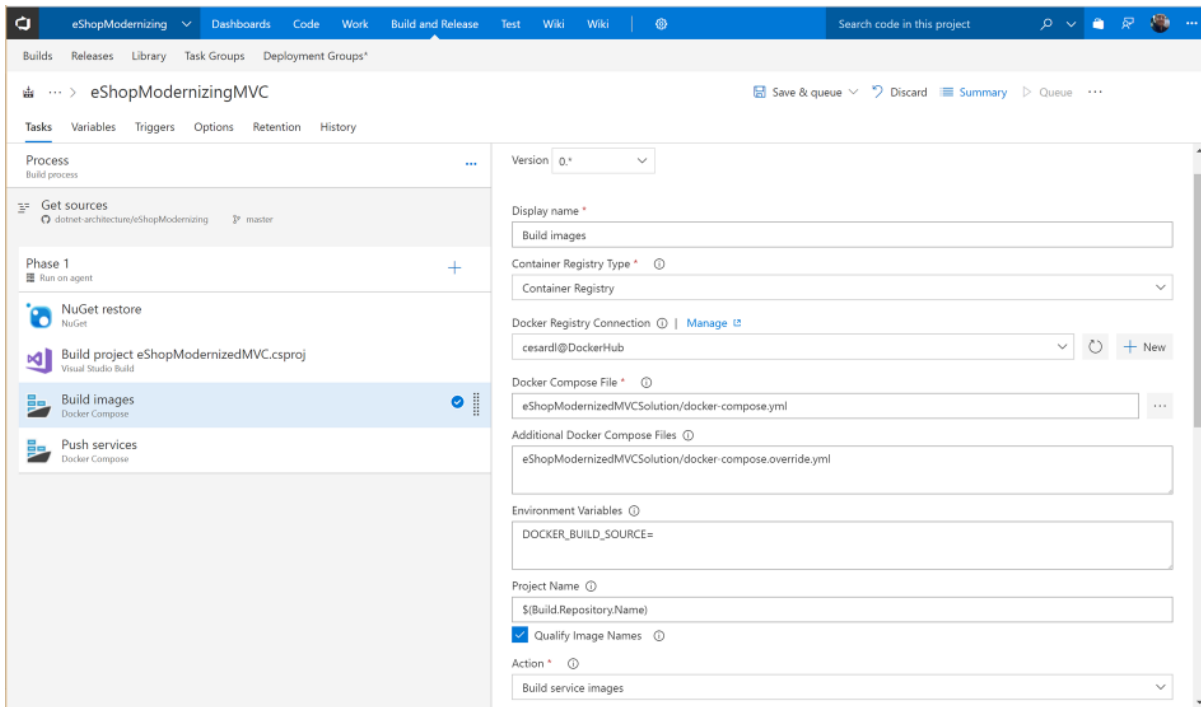 eShopModernizing Dashboards Code Work Build and Release Test Wiki Wiki Search code in this project
Builds Releases Library Task Groups Deployment Groups*
··· > eShopModernizingMVC Save & queue Discard Summary Queue ···
Tasks Variables Triggers Options Retention History
Process
Build process
Get sources
dotnet-architecture/eShopModernizing master
Phase 1
Run on agent
NuGet restore
NuGet
Build project eShopModernizedMVC.csproj
Visual Studio Build
Build images
Docker Compose
Push services
Docker Compose
Version 0.*
Display name *
Build images
Container Registry Type *
Container Registry
Docker Registry Connection | Manage
cesardl@DockerHub
New
Docker Compose File *
eShopModernizedMVCSolution/docker-compose.yml
Additional Docker Compose Files
eShopModernizedMVCSolution/docker-compose.override.yml
Environment Variables
DOCKER_BUILD_SOURCE=
Project Name
$(Build.Repository.Name)
Qualify Image Names
Action *
Build service images